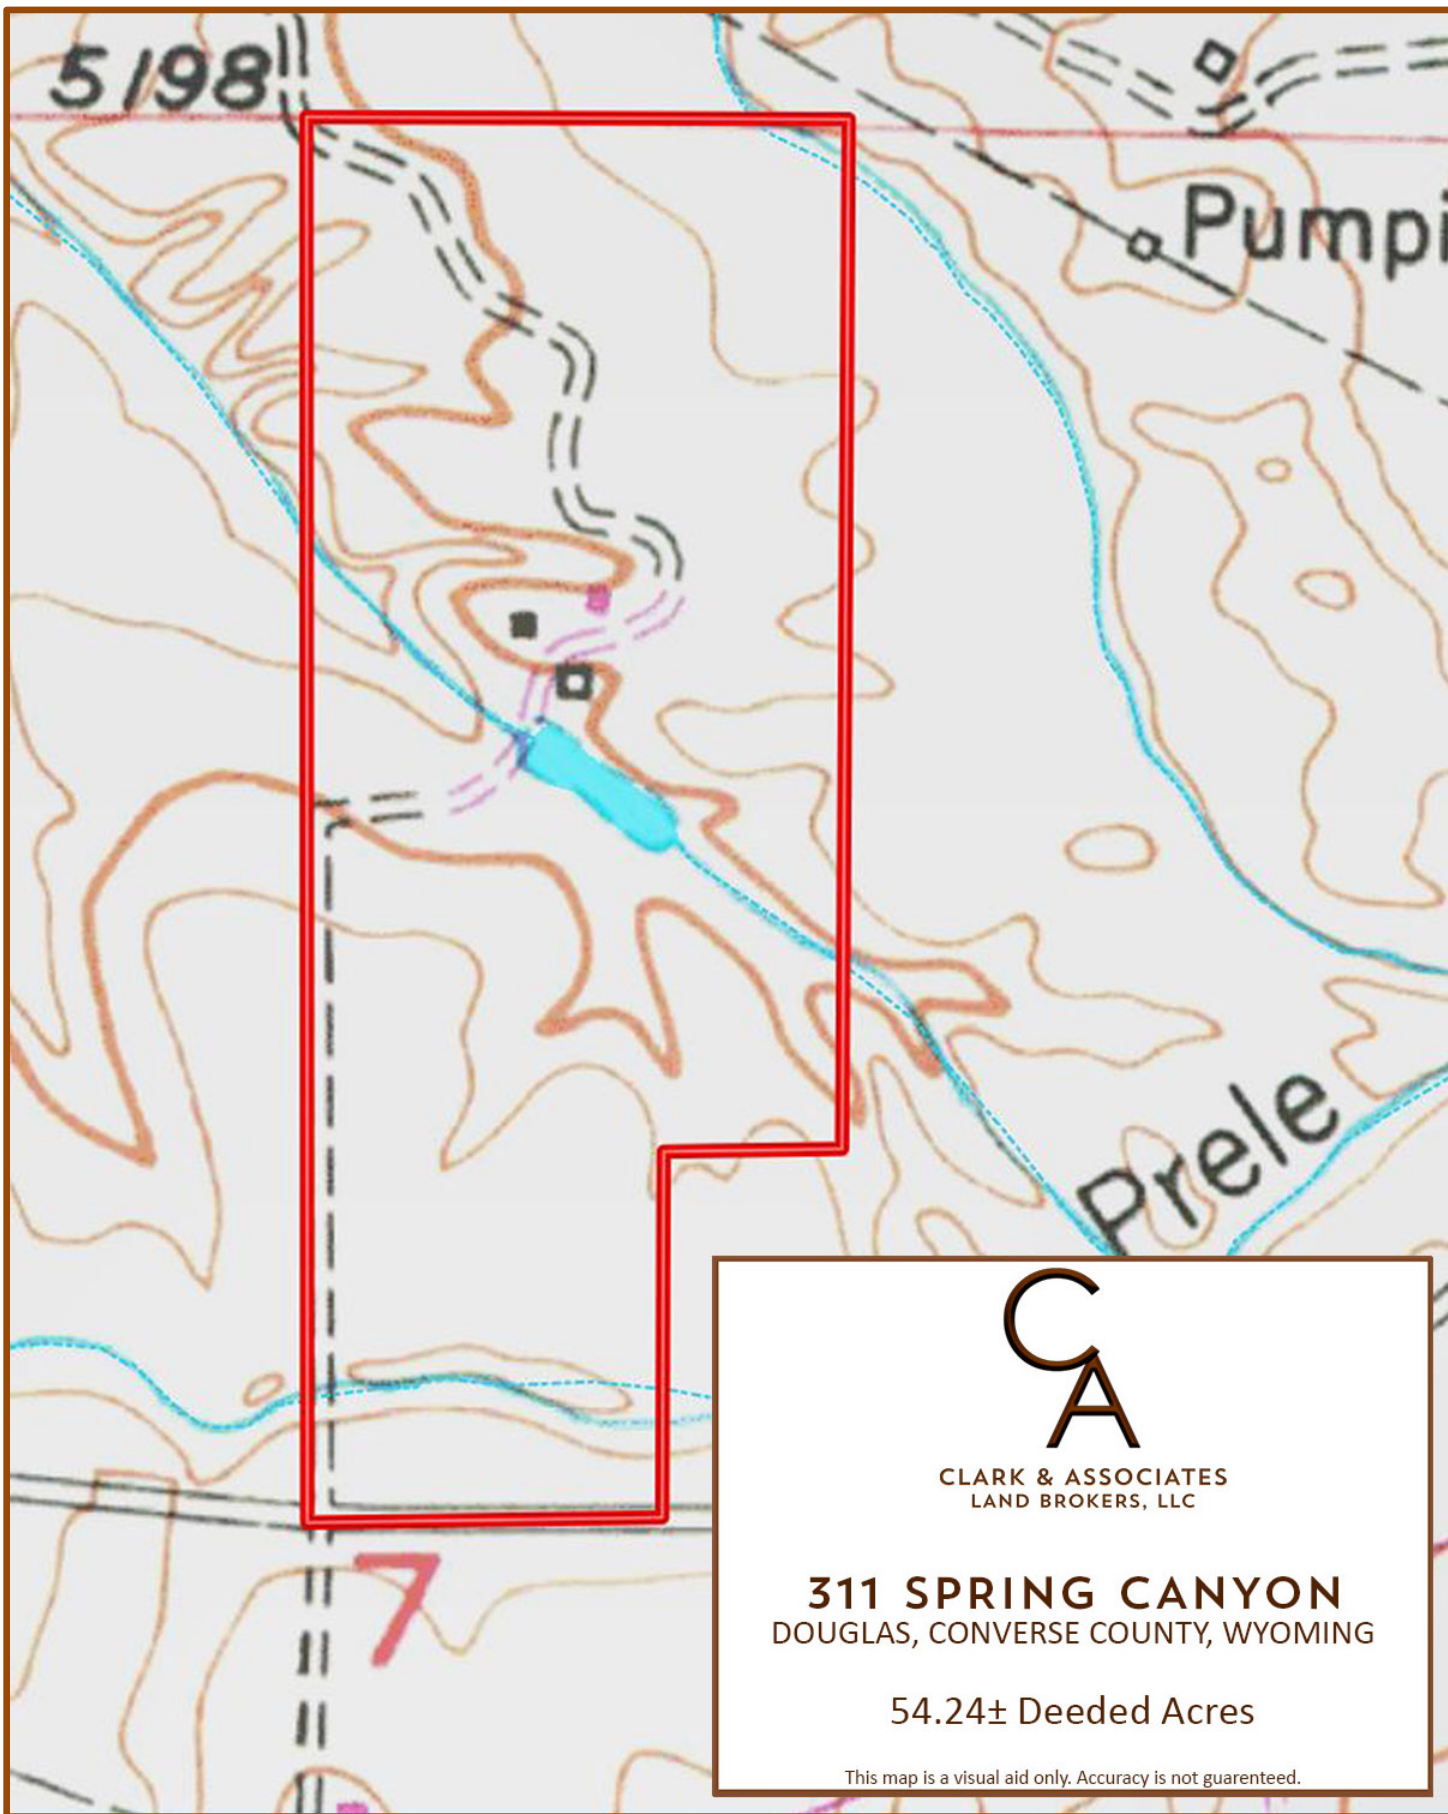 5198
Pumpi
Prele
7
CA
CLARK & ASSOCIATES
LAND BROKERS, LLC
311 SPRING CANYON
DOUGLAS, CONVERSE COUNTY, WYOMING
54.24± Deeded Acres
This map is a visual aid only. Accuracy is not guarenteed.